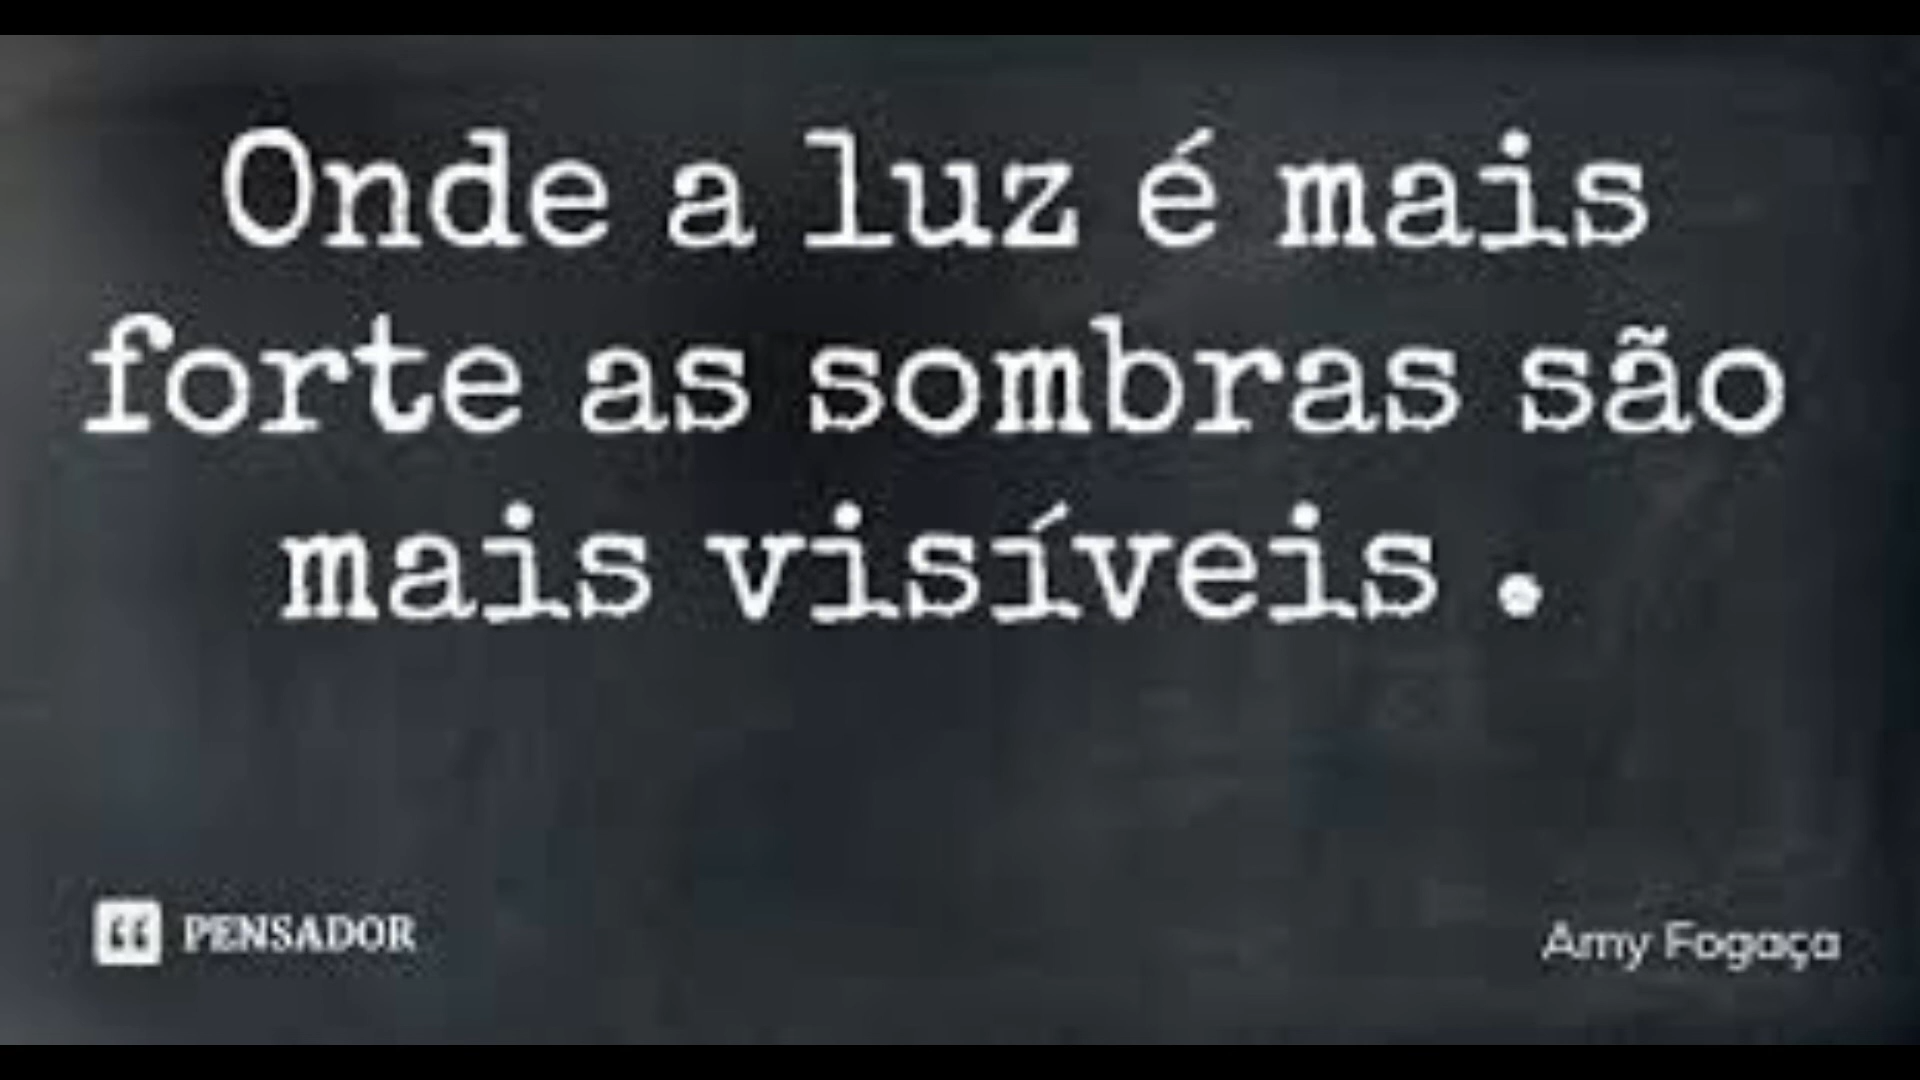 Onde a luz é mais
forte as sombras são
mais visíveis .
PENSADOR
Amy Fogaça